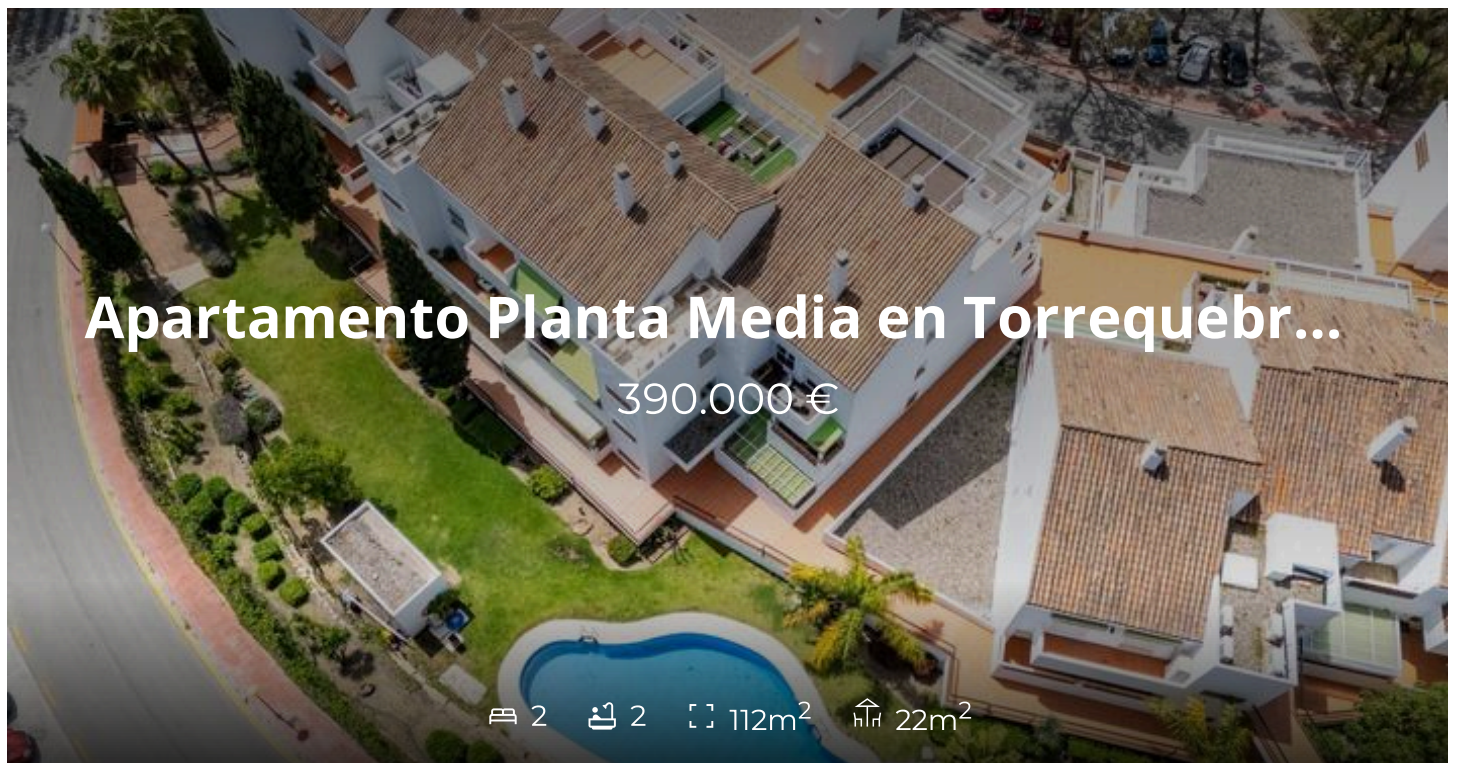 Apartamento Planta Media en Torrequebr...
390.000 €
2 2 112m² 22m²